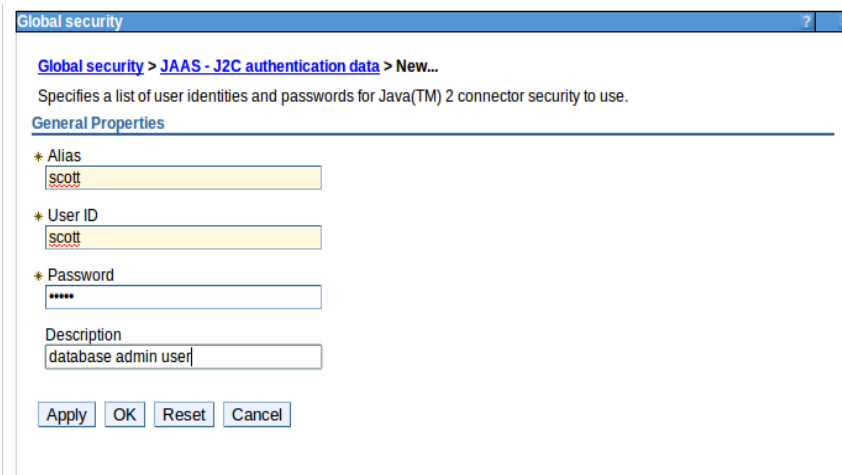 Global security ?
Global security > JAAS - J2C authentication data > New...
Specifies a list of user identities and passwords for Java(TM) 2 connector security to use.
General Properties
* Alias
scott
* User ID
scott
* Password
•••••
Description
database admin user
Apply OK Reset Cancel